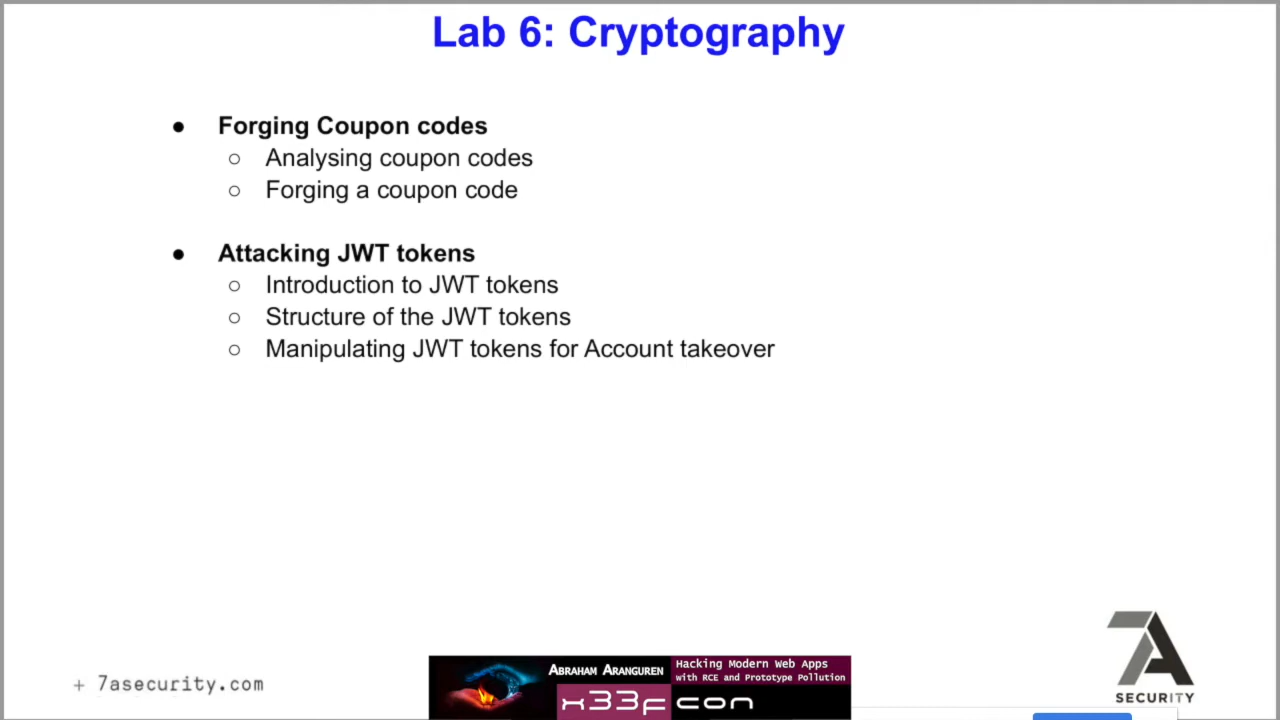 Lab 6: Cryptography
● Forging Coupon codes
○ Analysing coupon codes
○ Forging a coupon code
● Attacking JWT tokens
○ Introduction to JWT tokens
○ Structure of the JWT tokens
○ Manipulating JWT tokens for Account takeover
+ 7asecurity.com
ABRAHAM ARANGUREN
x33fcon
Hacking Modern Web Apps
with RCE and Prototype Pollution
7A
SECURITY